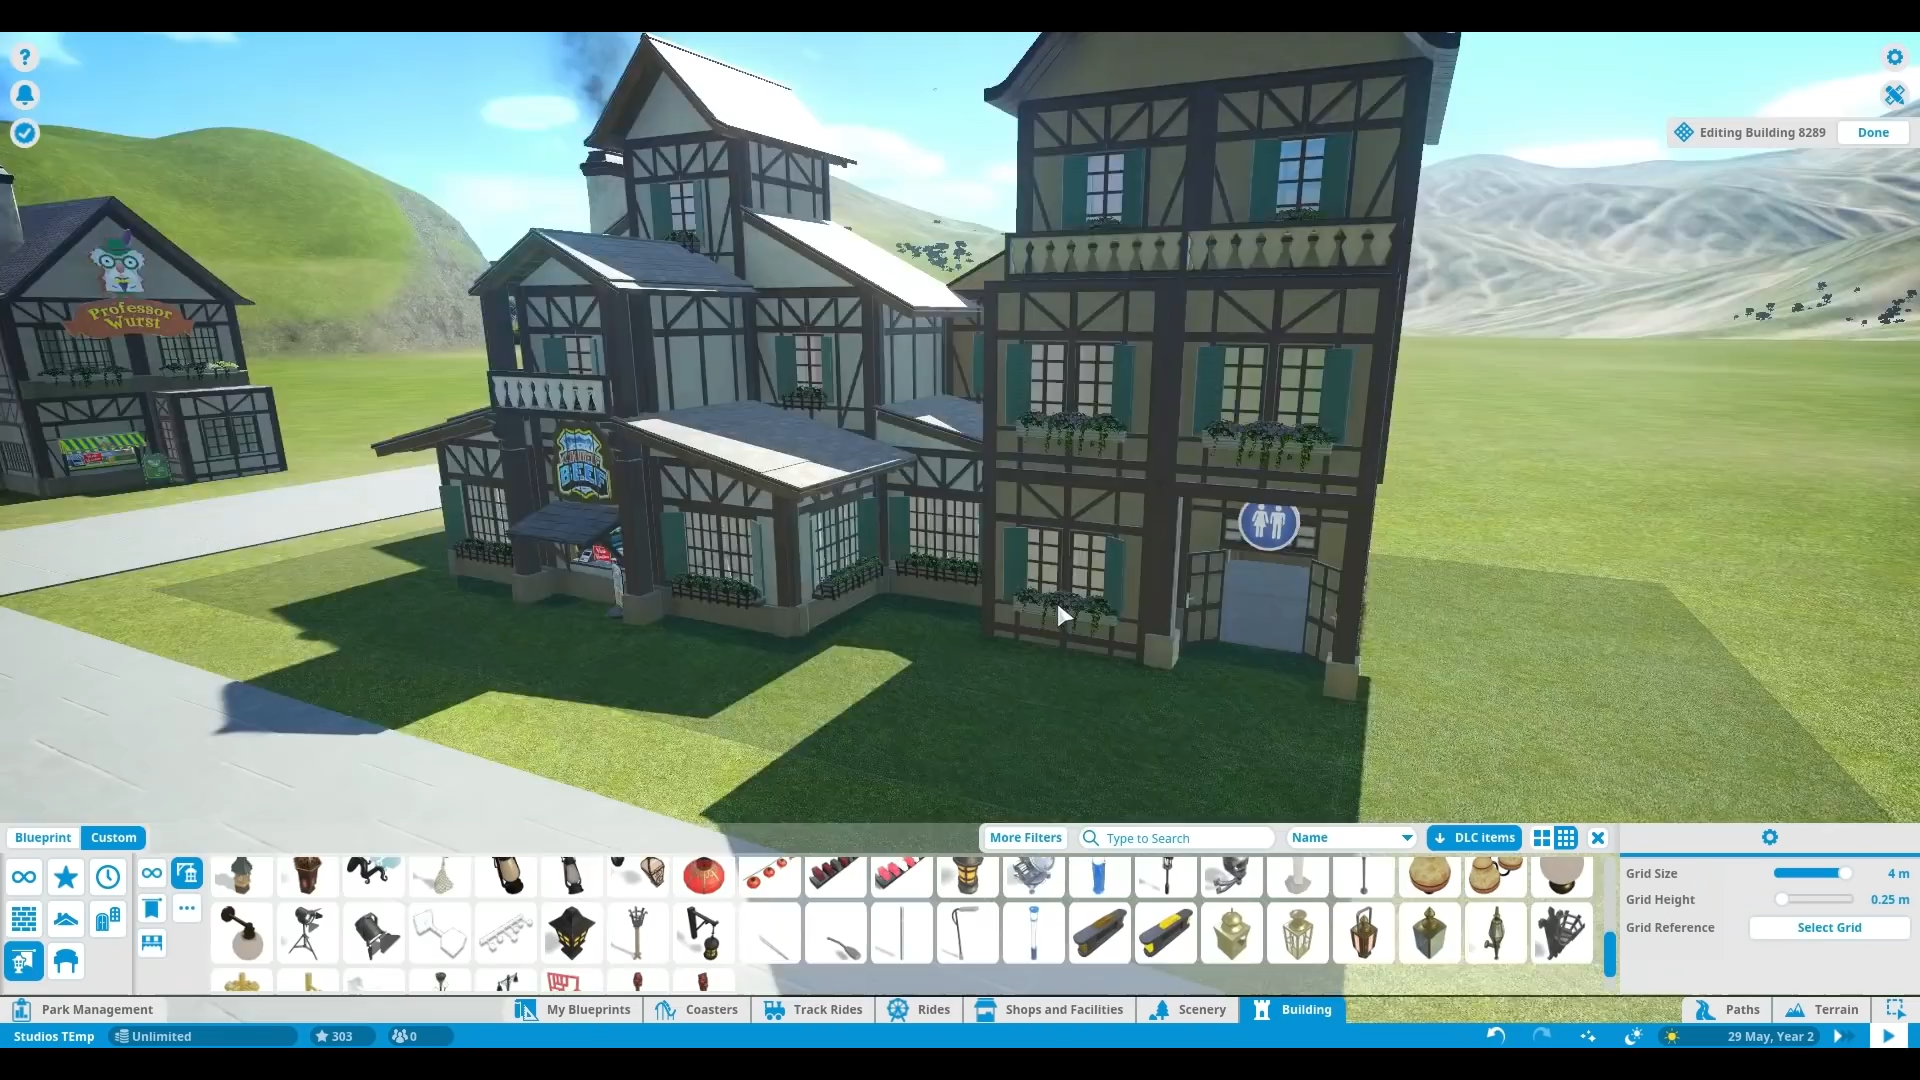 ?
Editing Building 8289
Done
Professor
Wurst
BEEF
Blueprint
Custom
More Filters
Type to Search
Name
DLC items
Grid Size
4 m
Grid Height
0.25 m
Grid Reference
Select Grid
Park Management
My Blueprints
Coasters
Track Rides
Rides
Shops and Facilities
Scenery
Building
Paths
Terrain
Studios TEmp
Unlimited
303
0
29 May, Year 2